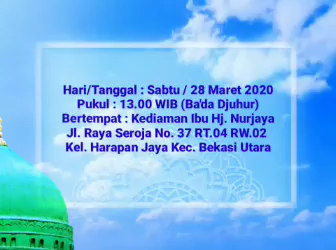 Hari/Tanggal : Sabtu / 28 Maret 2020
Pukul : 13.00 WIB (Ba'da Djuhur)
Bertempat : Kediaman Ibu Hj. Nurjaya
Jl. Raya Seroja No. 37 RT.04 RW.02
Kel. Harapan Jaya Kec. Bekasi Utara